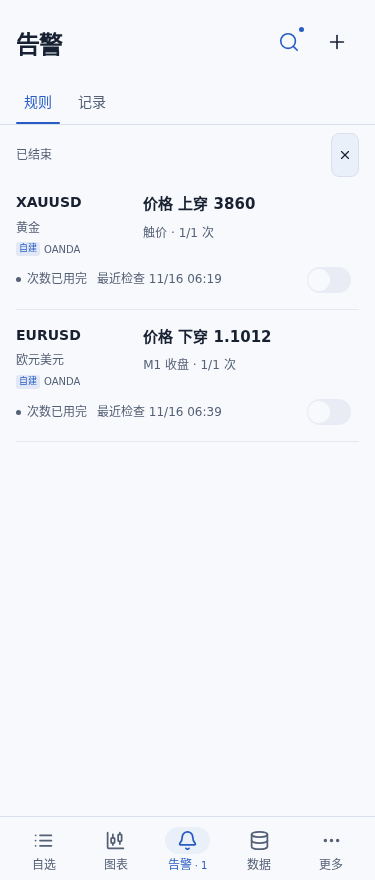 告警
规则 记录
已结束
XAUUSD 价格 上穿 3860
黄金 触价 · 1/1 次
自建 OANDA
次数已用完 最近检查 11/16 06:19
EURUSD 价格 下穿 1.1012
欧元美元 M1 收盘 · 1/1 次
自建 OANDA
次数已用完 最近检查 11/16 06:39
自选 图表 告警 · 1 数据 更多